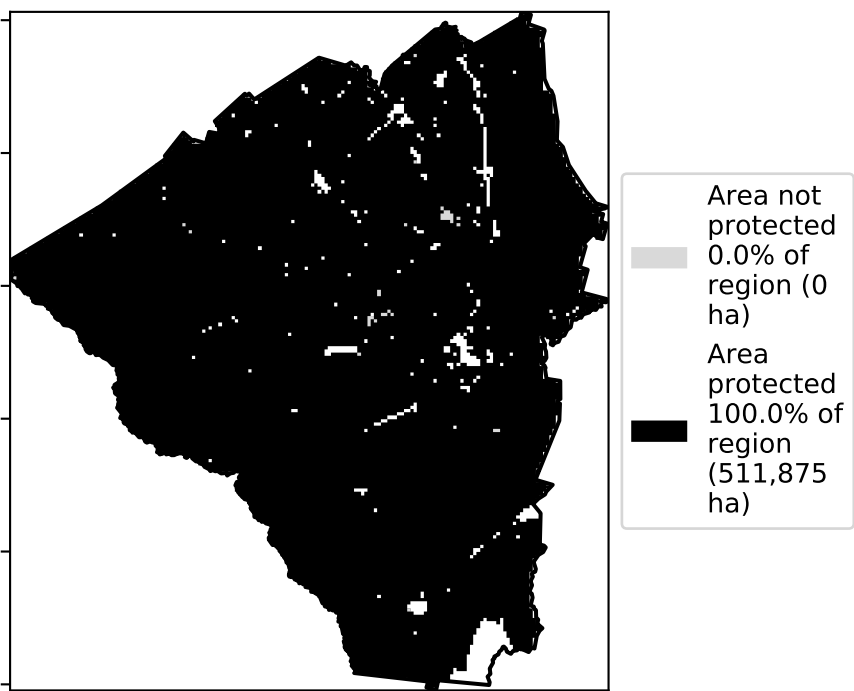 Area not
protected
0.0% of
region (0
ha)
Area
protected
100.0% of
region
(511,875
ha)